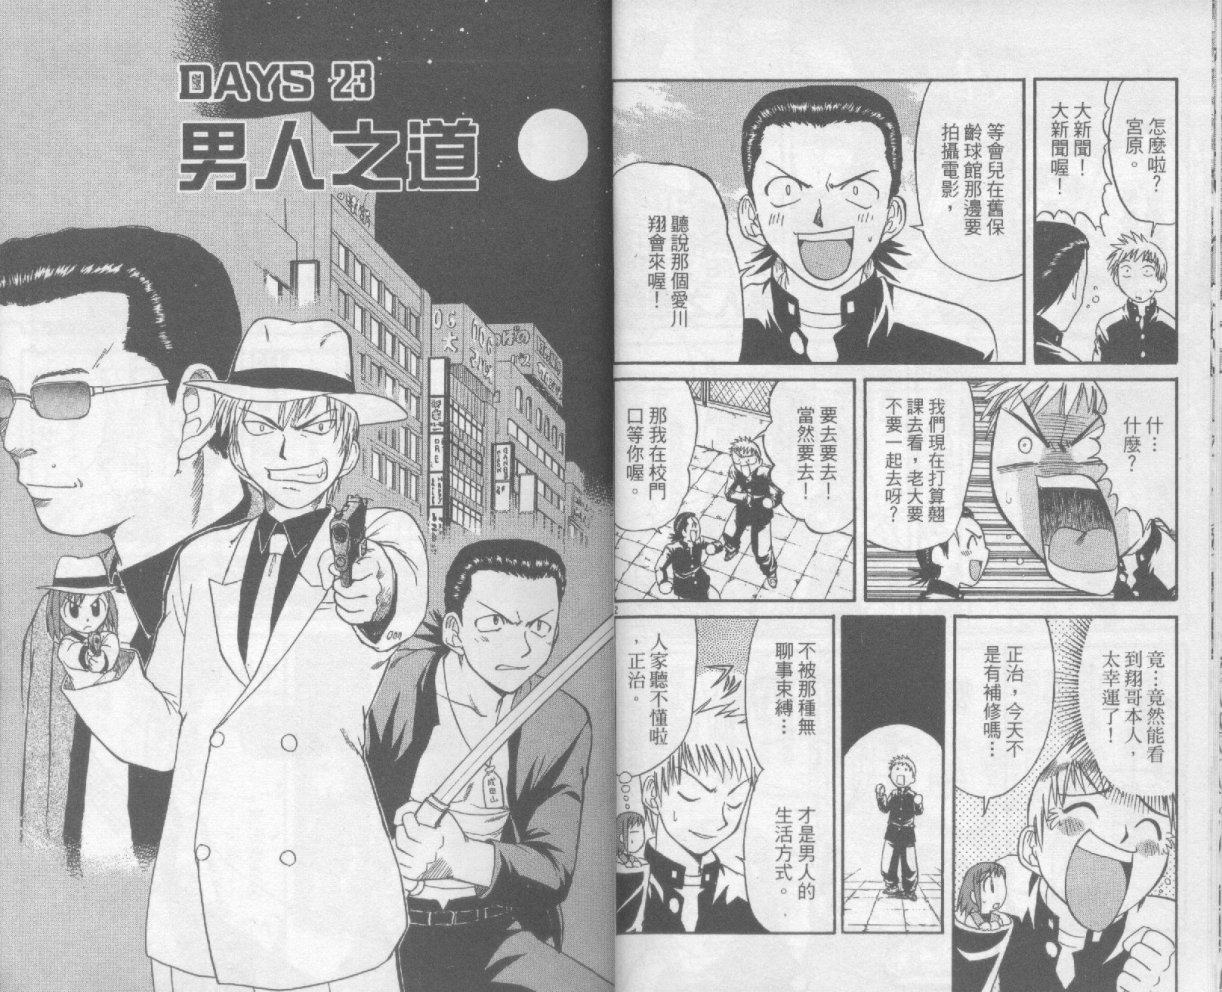 怎麼啦？
宮原。
大新聞！
大新聞喔！
等會兒在舊保
齡球館那邊要
拍攝電影，
聽說那個愛川
翔會來喔！
什…
什麼？
我們現在打算翹
課去看，老大要
不要一起去呀？
要去要去！
當然要去！
那我在校門
口等你喔。
竟…竟然能看
到翔哥本人，
太幸運了！
正治，今天不
是有補修嗎…
不被那種無
聊事束縛…
才是男人的
生活方式。
人家聽不懂啦
，正治。
DAYS 23
男人之道
成田山